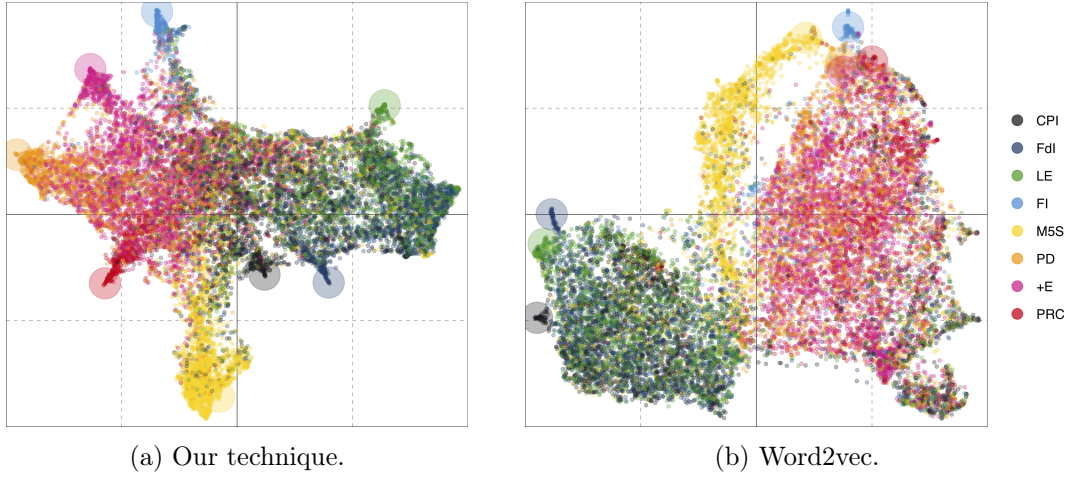 CPI
FdI
LE
FI
M5S
PD
+E
PRC
(a) Our technique.
(b) Word2vec.